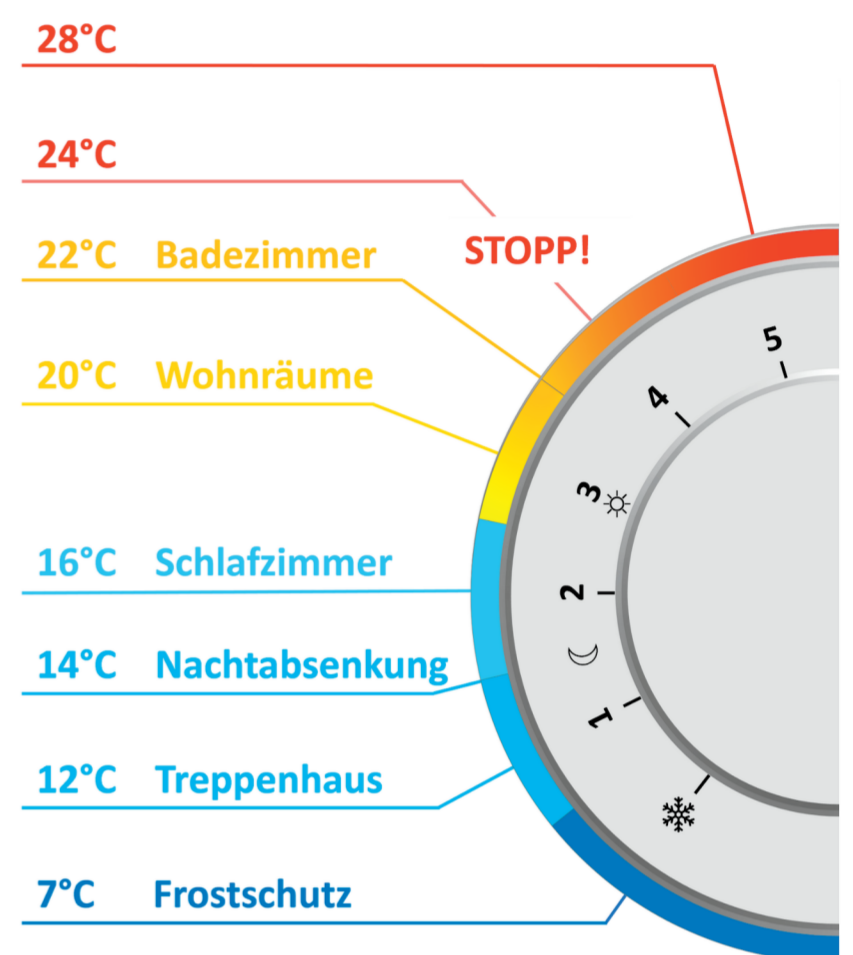 28°C
24°C
STOPP!
22°C Badezimmer
20°C Wohnräume
16°C Schlafzimmer
14°C Nachtabsenkung
12°C Treppenhaus
7°C Frostschutz
5
4
3
2
1